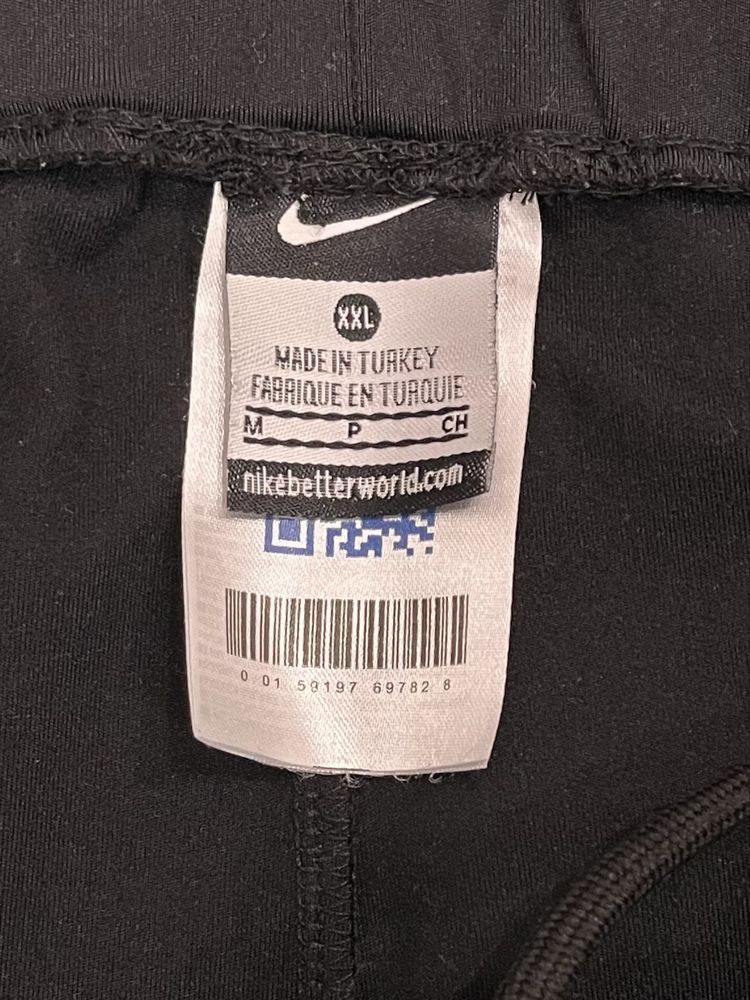 XXL
MADE IN TURKEY
FABRIQUE EN TURQUIE
M P CH
nikebetterworld.com
0 01 59197 69782 8